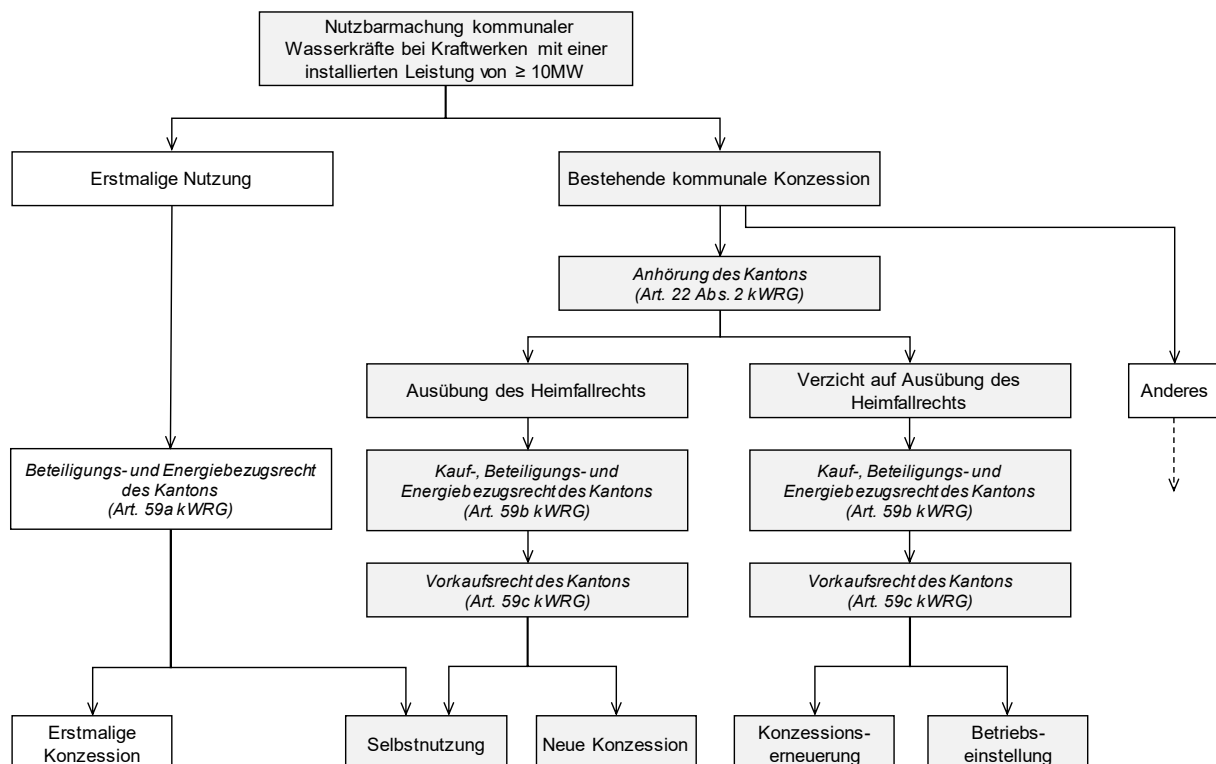 Nutzbarmachung kommunaler
Wasserkräfte bei Kraftwerken mit einer
installierten Leistung von ≥ 10MW
Erstmalige Nutzung
Bestehende kommunale Konzession
Anhörung des Kantons
(Art. 22 Abs. 2 kWRG)
Ausübung des Heimfallrechts
Verzicht auf Ausübung des
Heimfallrechts
Anderes
Beteiligungs- und Energiebezugsrecht
des Kantons
(Art. 59a kWRG)
Kauf-, Beteiligungs- und
Energiebezugsrecht des Kantons
(Art. 59b kWRG)
Kauf-, Beteiligungs- und
Energiebezugsrecht des Kantons
(Art. 59b kWRG)
Vorkaufsrecht des Kantons
(Art. 59c kWRG)
Vorkaufsrecht des Kantons
(Art. 59c kWRG)
Erstmalige
Konzession
Selbstnutzung
Neue Konzession
Konzessions-
erneuerung
Betriebs-
einstellung